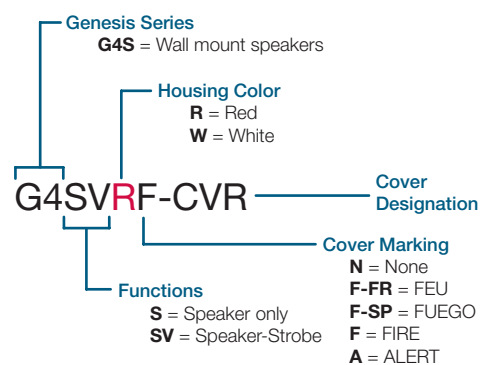 Genesis Series
G4S = Wall mount speakers
Housing Color
R = Red
W = White
G4SVRF-CVR
Cover
Designation
Cover Marking
N = None
F-FR = FEU
F-SP = FUEGO
F = FIRE
A = ALERT
Functions
S = Speaker only
SV = Speaker-Strobe